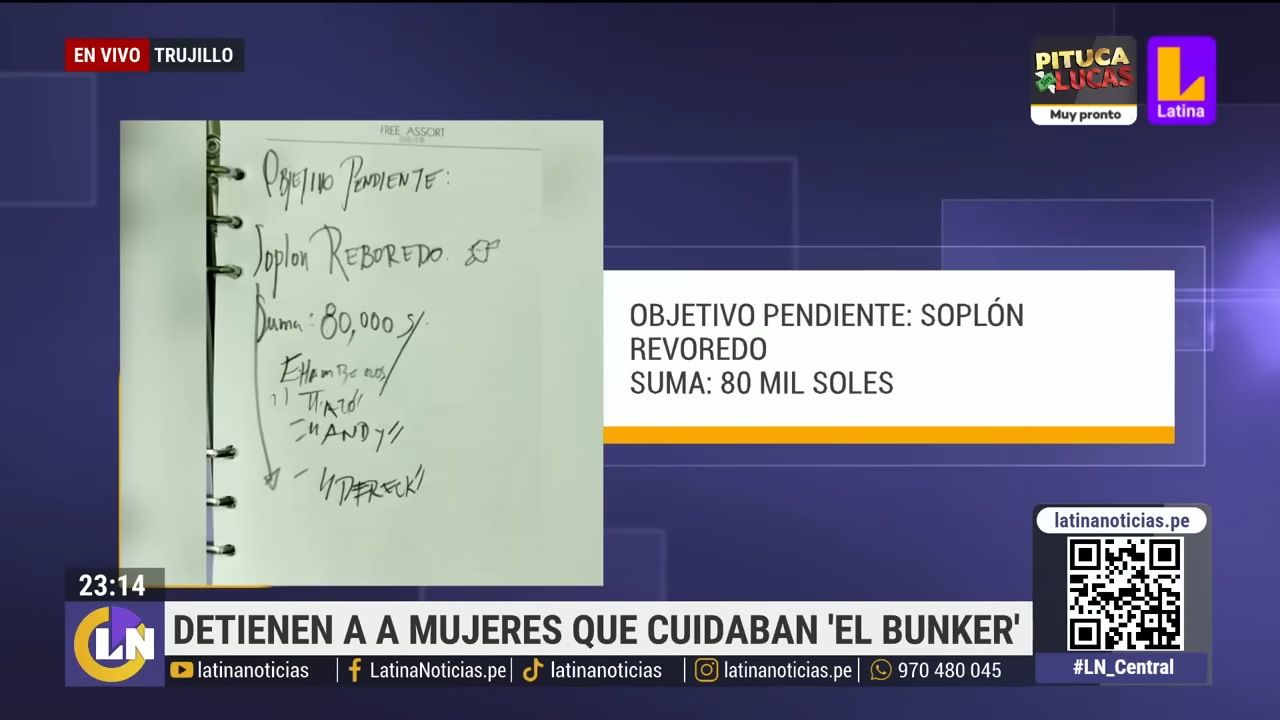 EN VIVO TRUJILLO
PITUCA
LUCAS
Muy pronto
Latina
FREE ASSORT
OBJETIVO PENDIENTE:
Soplon REBOREDO.
Suma: 80,000 s/.
"ANDY"
- "DERECK"
OBJETIVO PENDIENTE: SOPLÓN
REVOREDO
SUMA: 80 MIL SOLES
latinanoticias.pe
23:14
LN
DETIENEN A A MUJERES QUE CUIDABAN 'EL BUNKER'
latinanoticias | LatinaNoticias.pe | latinanoticias | latinanoticias.pe | 970 480 045
#LN_Central